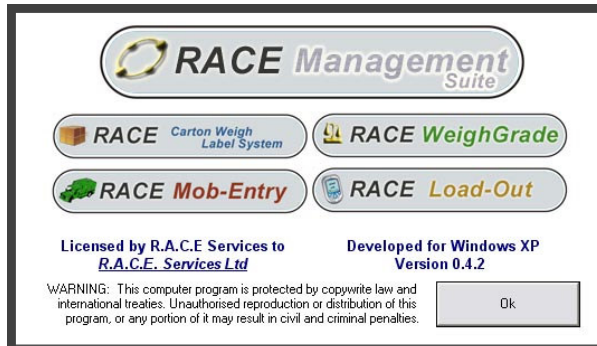 RACE Management
Suite
RACE Carton Weigh
Label System
RACE WeighGrade
RACE Mob-Entry
RACE Load-Out
Licensed by R.A.C.E Services to
R.A.C.E. Services Ltd
Developed for Windows XP
Version 0.4.2
WARNING: This computer program is protected by copywrite law and
international treaties. Unauthorised reproduction or distribution of this
program, or any portion of it may result in civil and criminal penalties.
Ok